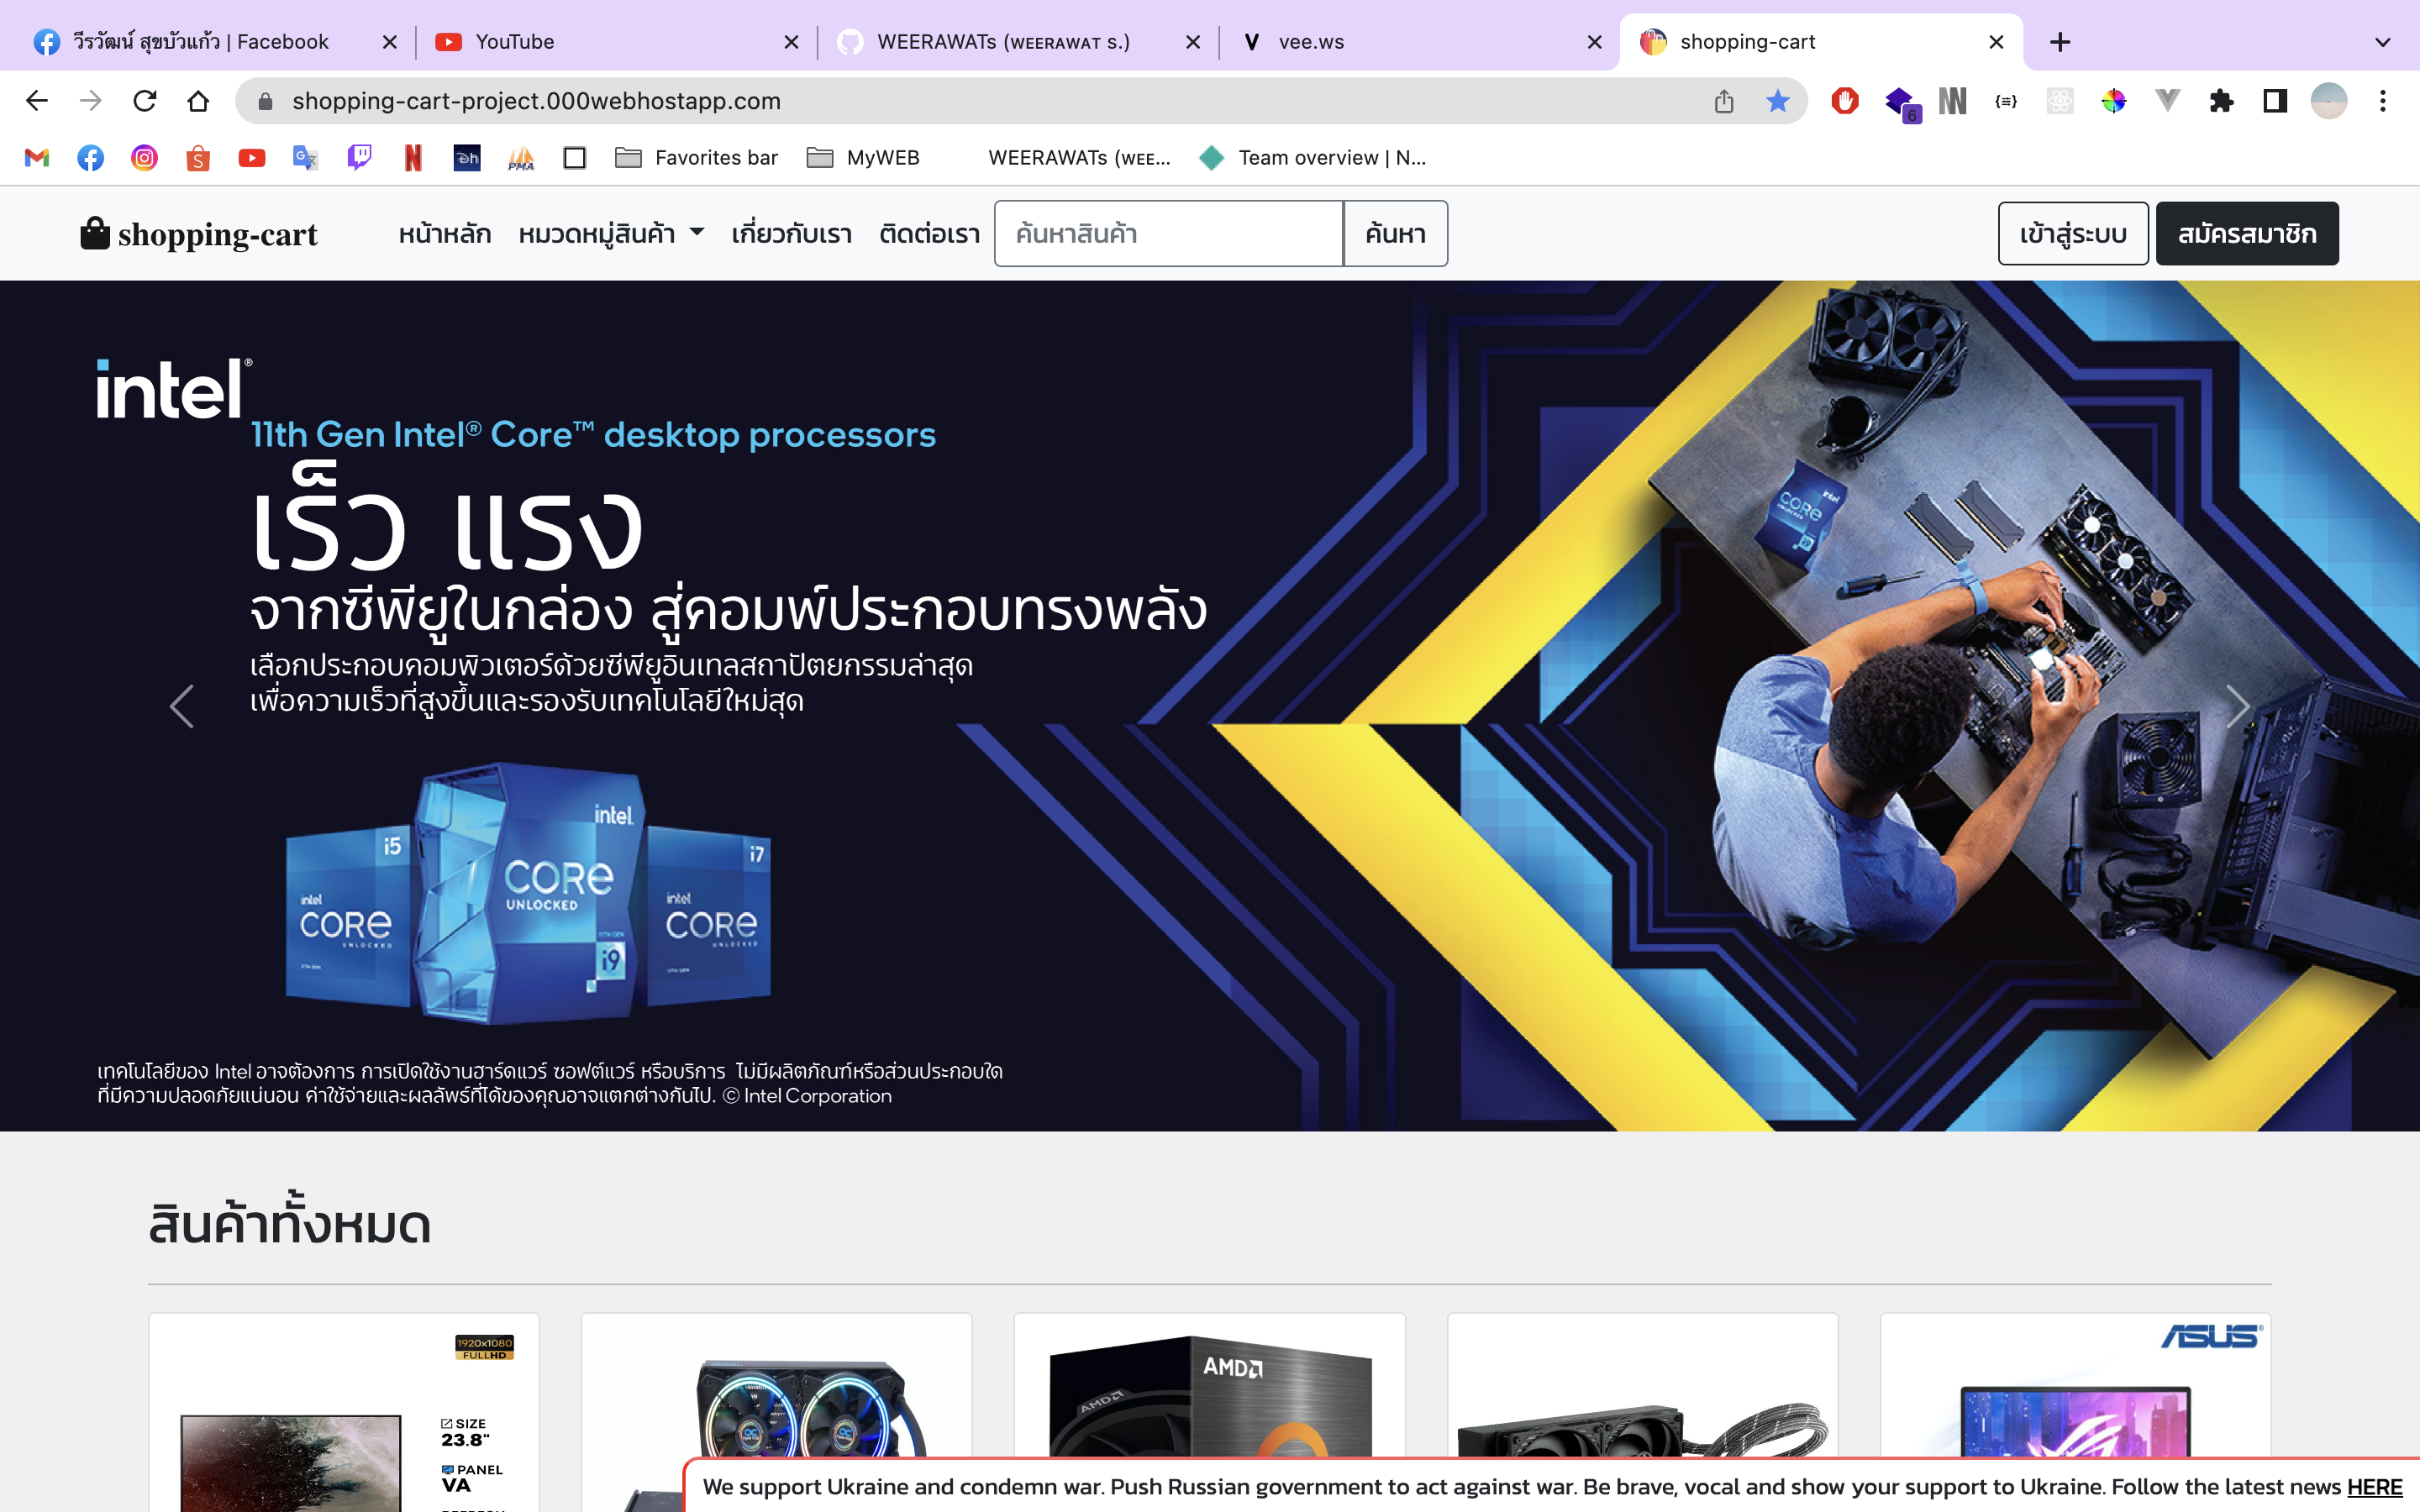 วีรวัฒน์ สุขบัวแก้ว | Facebook
YouTube
WEERAWATs (ᴡᴇᴇʀᴀᴡᴀᴛ s.)
vee.ws
shopping-cart
shopping-cart-project.000webhostapp.com
6
Favorites bar
MyWEB
WEERAWATs (ᴡᴇᴇ...
Team overview | N...
shopping-cart
หน้าหลัก
หมวดหมู่สินค้า
เกี่ยวกับเรา
ติดต่อเรา
ค้นหาสินค้า
ค้นหา
เข้าสู่ระบบ
สมัครสมาชิก
intel®
11th Gen Intel® Core™ desktop processors
เร็ว แรง
จากซีพียูในกล่อง สู่คอมพ์ประกอบทรงพลัง
เลือกประกอบคอมพิวเตอร์ด้วยซีพียูอินเทลสถาปัตยกรรมล่าสุด
เพื่อความเร็วที่สูงขึ้นและรองรับเทคโนโลยีใหม่สุด
i5
intel
CORE
UNLOCKED
intel
CORE
UNLOCKED
i9
i7
intel
CORE
UNLOCKED
intel
CORE
เทคโนโลยีของ Intel อาจต้องการ การเปิดใช้งานฮาร์ดแวร์ ซอฟต์แวร์ หรือบริการ ไม่มีผลิตภัณฑ์หรือส่วนประกอบใด
ที่มีความปลอดภัยแน่นอน ค่าใช้จ่ายและผลลัพธ์ที่ได้ของคุณอาจแตกต่างกันไป. © Intel Corporation
สินค้าทั้งหมด
1920x1080
FULLHD
SIZE
23.8"
PANEL
VA
AMD
AMD
ASUS
We support Ukraine and condemn war. Push Russian government to act against war. Be brave, vocal and show your support to Ukraine. Follow the latest news HERE